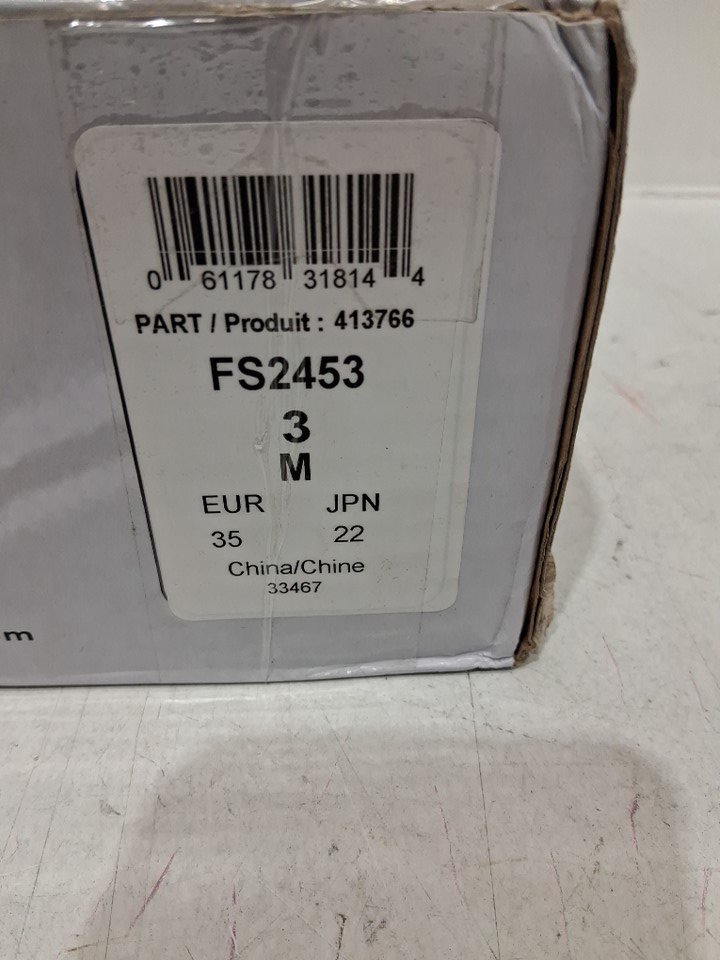 0 61178 31814 4
PART / Produit : 413766
FS2453
3
M
EUR JPN
35 22
China/Chine
33467
m